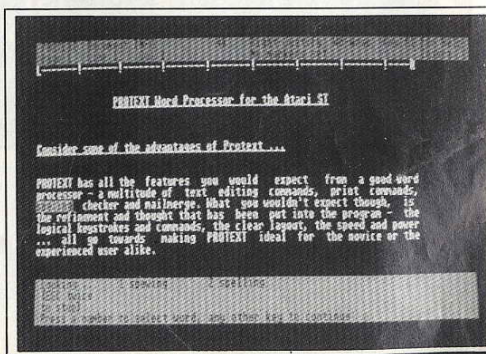 PROTEXT Word Processor for the Atari ST
Consider some of the advantages of Protext ...
PROTEXT has all the features you would expect from a good word
processor - a multitude of text editing commands, print commands,
checker and mailmerge. What you wouldn't expect though, is
the refinement and thought that has been put into the program - the
logical keystrokes and commands, the clear layout, the speed and power
... all go towards making PROTEXT ideal for the novice or the
experienced user alike.
1 spewing 2 spelling
Press a number to select word, any other key to continue